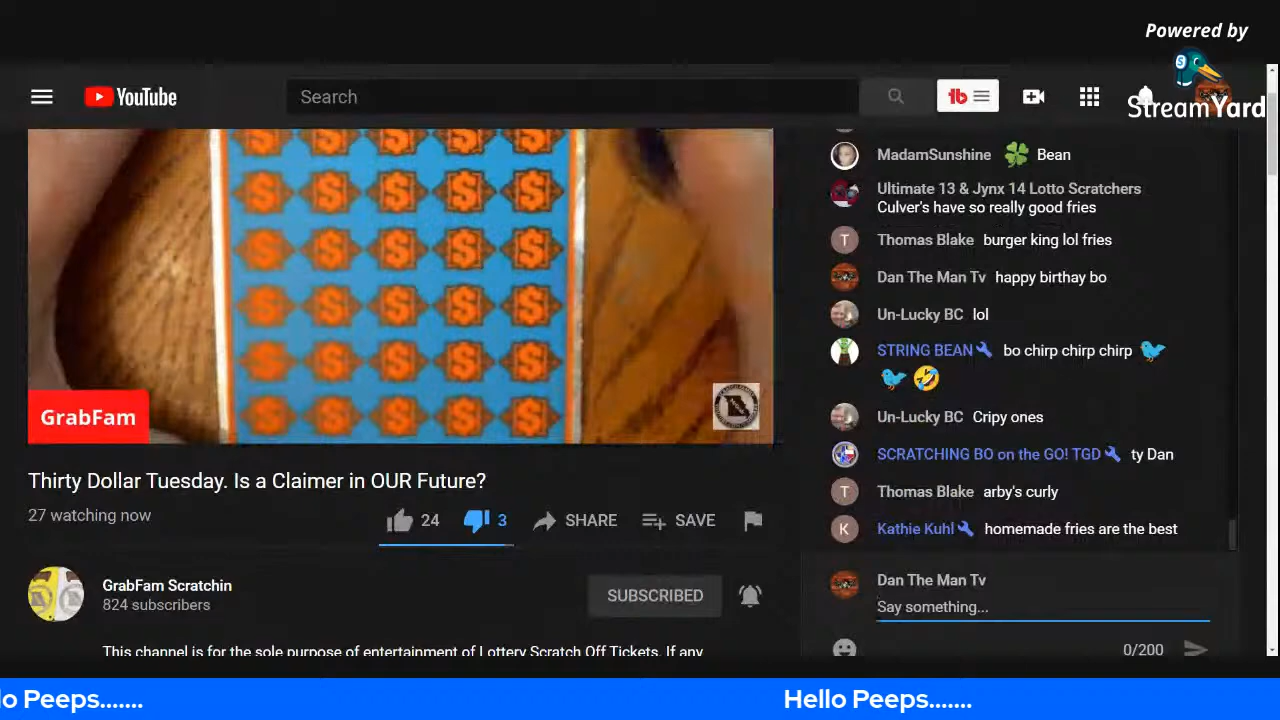 Powered by
StreamYard
YouTube
Search
tb
GrabFam
Thirty Dollar Tuesday. Is a Claimer in OUR Future?
27 watching now
24
3
SHARE
SAVE
GrabFam Scratchin
824 subscribers
SUBSCRIBED
This channel is for the sole purpose of entertainment of Lottery Scratch Off Tickets. If any
MadamSunshine 🍀 Bean
Ultimate 13 & Jynx 14 Lotto Scratchers
Culver's have so really good fries
T Thomas Blake burger king lol fries
Dan The Man Tv happy birthay bo
Un-Lucky BC lol
STRING BEAN bo chirp chirp chirp 🐦
🐦 🤣
Un-Lucky BC Cripy ones
SCRATCHING BO on the GO! TGD ty Dan
T Thomas Blake arby's curly
K Kathie Kuhl homemade fries are the best
Dan The Man Tv
Say something...
0/200
lo Peeps....... Hello Peeps.......